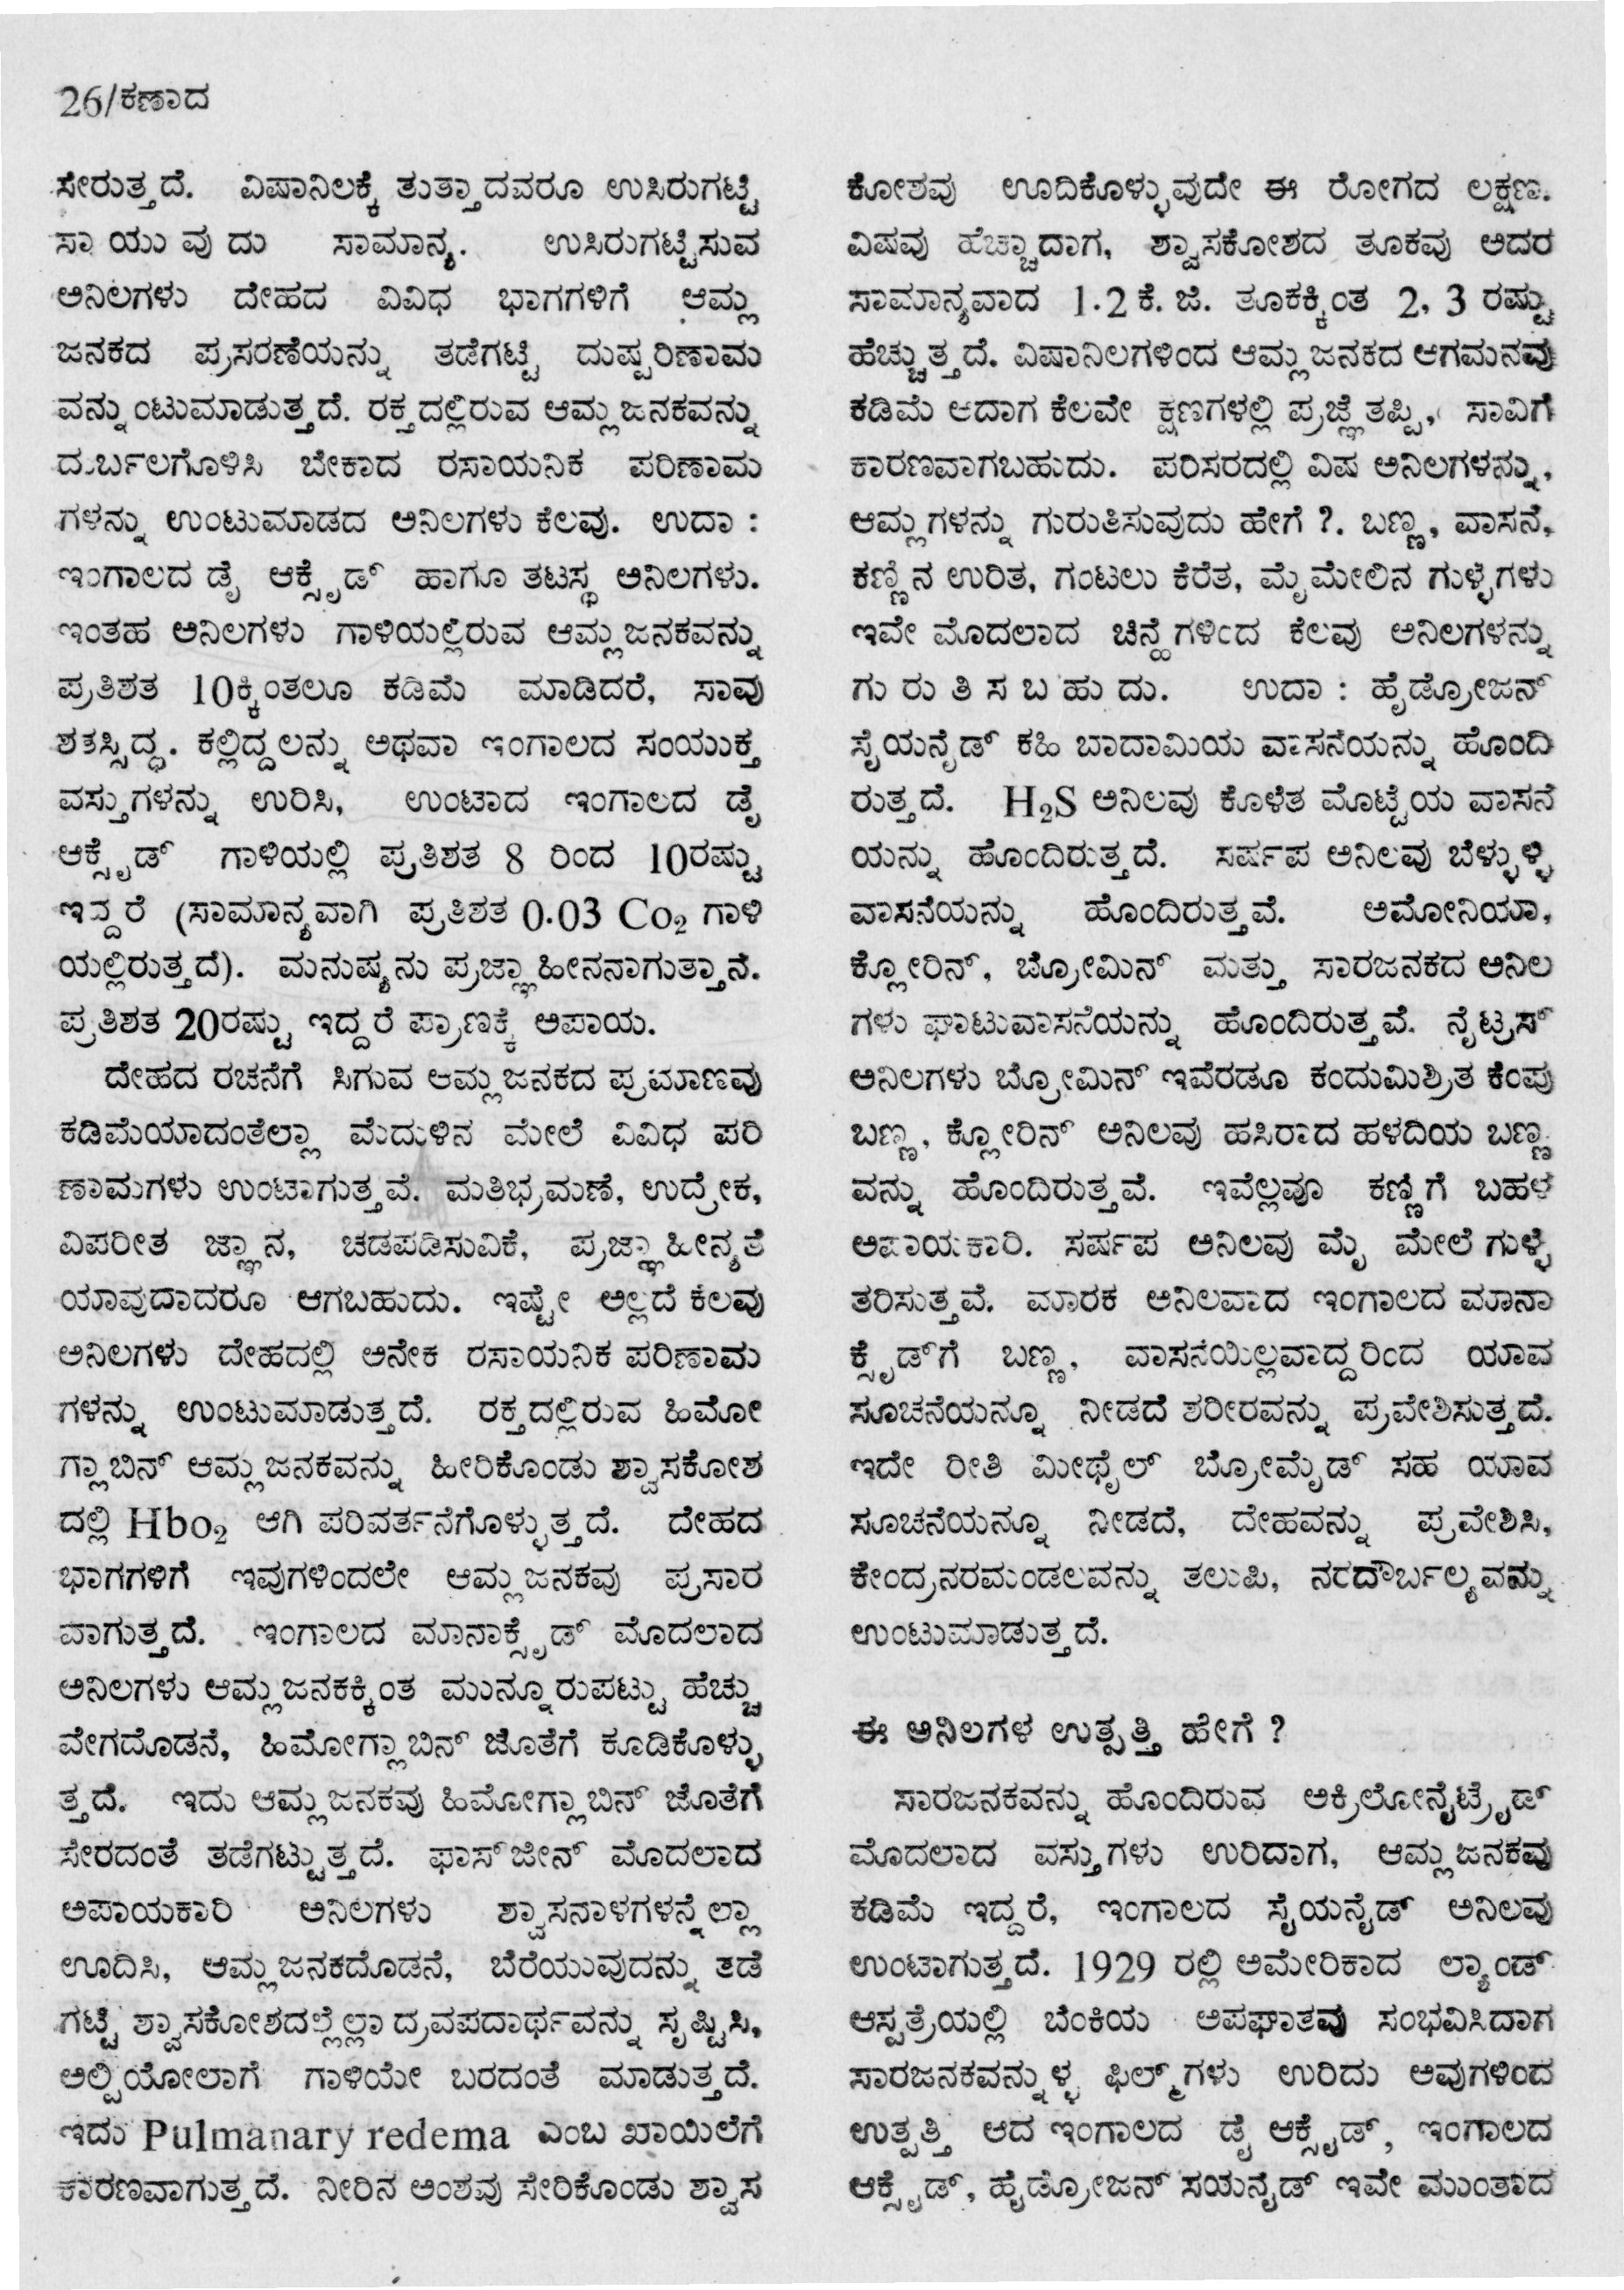 26/ಕಣಾದ
ಸೇರುತ್ತದೆ. ವಿಷಾನಿಲಕ್ಕೆ ತುತ್ತಾದವರೂ ಉಸಿರುಗಟ್ಟಿ
ಸಾಯುವುದು ಸಾಮಾನ್ಯ. ಉಸಿರುಗಟ್ಟಿಸುವ
ಅನಿಲಗಳು ದೇಹದ ವಿವಿಧ ಭಾಗಗಳಿಗೆ ಆಮ್ಲ
ಜನಕದ ಪ್ರಸರಣೆಯನ್ನು ತಡೆಗಟ್ಟಿ ದುಷ್ಪರಿಣಾಮ
ವನ್ನುಂಟುಮಾಡುತ್ತದೆ. ರಕ್ತದಲ್ಲಿರುವ ಆಮ್ಲಜನಕವನ್ನು
ದುರ್ಬಲಗೊಳಿಸಿ ಬೇಕಾದ ರಸಾಯನಿಕ ಪರಿಣಾಮ
ಗಳನ್ನು ಉಂಟುಮಾಡದ ಅನಿಲಗಳು ಕೆಲವು. ಉದಾ :
ಇಂಗಾಲದ ಡೈ ಆಕ್ಸೈಡ್ ಹಾಗೂ ತಟಸ್ಥ ಅನಿಲಗಳು.
ಇಂತಹ ಅನಿಲಗಳು ಗಾಳಿಯಲ್ಲಿರುವ ಆಮ್ಲಜನಕವನ್ನು
ಪ್ರತಿಶತ 10ಕ್ಕಿಂತಲೂ ಕಡಿಮೆ ಮಾಡಿದರೆ, ಸಾವು
ಶತಸ್ಸಿದ್ಧ. ಕಲ್ಲಿದ್ದಲನ್ನು ಅಥವಾ ಇಂಗಾಲದ ಸಂಯುಕ್ತ
ವಸ್ತುಗಳನ್ನು ಉರಿಸಿ, ಉಂಟಾದ ಇಂಗಾಲದ ಡೈ
ಆಕ್ಸೈಡ್ ಗಾಳಿಯಲ್ಲಿ ಪ್ರತಿಶತ 8 ರಿಂದ 10ರಷ್ಟು
ಇದ್ದರೆ (ಸಾಮಾನ್ಯವಾಗಿ ಪ್ರತಿಶತ 0.03 Co₂ ಗಾಳಿ
ಯಲ್ಲಿರುತ್ತದೆ). ಮನುಷ್ಯನು ಪ್ರಜ್ಞಾಹೀನನಾಗುತ್ತಾನೆ.
ಪ್ರತಿಶತ 20ರಷ್ಟು ಇದ್ದರೆ ಪ್ರಾಣಕ್ಕೆ ಅಪಾಯ.
ದೇಹದ ರಚನೆಗೆ ಸಿಗುವ ಆಮ್ಲಜನಕದ ಪ್ರಮಾಣವು
ಕಡಿಮೆಯಾದಂತೆಲ್ಲಾ ಮೆದುಳಿನ ಮೇಲೆ ವಿವಿಧ ಪರಿ
ಣಾಮಗಳು ಉಂಟಾಗುತ್ತವೆ. ಮತಿಭ್ರಮಣೆ, ಉದ್ರೇಕ,
ವಿಪರೀತ ಜ್ಞಾನ, ಚಡಪಡಿಸುವಿಕೆ, ಪ್ರಜ್ಞಾಹೀನ್ಯತೆ
ಯಾವುದಾದರೂ ಆಗಬಹುದು. ಇಷ್ಟೇ ಅಲ್ಲದೆ ಕೆಲವು
ಅನಿಲಗಳು ದೇಹದಲ್ಲಿ ಅನೇಕ ರಸಾಯನಿಕ ಪರಿಣಾಮ
ಗಳನ್ನು ಉಂಟುಮಾಡುತ್ತದೆ. ರಕ್ತದಲ್ಲಿರುವ ಹಿಮೋ
ಗ್ಲಾಬಿನ್ ಆಮ್ಲಜನಕವನ್ನು ಹೀರಿಕೊಂಡು ಶ್ವಾಸಕೋಶ
ದಲ್ಲಿ Hbo₂ ಆಗಿ ಪರಿವರ್ತನೆಗೊಳ್ಳುತ್ತದೆ. ದೇಹದ
ಭಾಗಗಳಿಗೆ ಇವುಗಳಿಂದಲೇ ಆಮ್ಲಜನಕವು ಪ್ರಸಾರ
ವಾಗುತ್ತದೆ. ಇಂಗಾಲದ ಮಾನಾಕ್ಸೈಡ್ ಮೊದಲಾದ
ಅನಿಲಗಳು ಆಮ್ಲಜನಕಕ್ಕಿಂತ ಮುನ್ನೂರುಪಟ್ಟು ಹೆಚ್ಚು
ವೇಗದೊಡನೆ, ಹಿಮೋಗ್ಲಾಬಿನ್ ಜೊತೆಗೆ ಕೂಡಿಕೊಳ್ಳು
ತ್ತದೆ. ಇದು ಆಮ್ಲಜನಕವು ಹಿಮೋಗ್ಲಾಬಿನ್ ಜೊತೆಗೆ
ಸೇರದಂತೆ ತಡೆಗಟ್ಟುತ್ತದೆ. ಫಾಸ್‌ಜೀನ್ ಮೊದಲಾದ
ಅಪಾಯಕಾರಿ ಅನಿಲಗಳು ಶ್ವಾಸನಾಳಗಳನ್ನೆಲ್ಲಾ
ಊದಿಸಿ, ಆಮ್ಲಜನಕದೊಡನೆ, ಬೆರೆಯುವುದನ್ನು ತಡೆ
ಗಟ್ಟಿ ಶ್ವಾಸಕೋಶದಲ್ಲೆಲ್ಲಾ ದ್ರವಪದಾರ್ಥವನ್ನು ಸೃಷ್ಟಿಸಿ,
ಅಲ್ಪಿಯೋಲಾಗೆ ಗಾಳಿಯೇ ಬರದಂತೆ ಮಾಡುತ್ತದೆ.
ಇದು Pulmanary redema ಎಂಬ ಖಾಯಿಲೆಗೆ
ಕಾರಣವಾಗುತ್ತದೆ. ನೀರಿನ ಅಂಶವು ಸೇರಿಕೊಂಡು ಶ್ವಾಸ
ಕೋಶವು ಊದಿಕೊಳ್ಳುವುದೇ ಈ ರೋಗದ ಲಕ್ಷಣ.
ವಿಷವು ಹೆಚ್ಚಾದಾಗ, ಶ್ವಾಸಕೋಶದ ತೂಕವು ಅದರ
ಸಾಮಾನ್ಯವಾದ 1.2 ಕೆ. ಜಿ. ತೂಕಕ್ಕಿಂತ 2, 3 ರಷ್ಟು
ಹೆಚ್ಚುತ್ತದೆ. ವಿಷಾನಿಲಗಳಿಂದ ಆಮ್ಲಜನಕದ ಆಗಮನವು
ಕಡಿಮೆ ಆದಾಗ ಕೆಲವೇ ಕ್ಷಣಗಳಲ್ಲಿ ಪ್ರಜ್ಞೆ ತಪ್ಪಿ, ಸಾವಿಗೆ
ಕಾರಣವಾಗಬಹುದು. ಪರಿಸರದಲ್ಲಿ ವಿಷ ಅನಿಲಗಳನ್ನು,
ಆಮ್ಲಗಳನ್ನು ಗುರುತಿಸುವುದು ಹೇಗೆ ?. ಬಣ್ಣ, ವಾಸನೆ,
ಕಣ್ಣಿನ ಉರಿತ, ಗಂಟಲು ಕೆರೆತ, ಮೈಮೇಲಿನ ಗುಳ್ಳೆಗಳು
ಇವೇ ಮೊದಲಾದ ಚಿನ್ಹೆಗಳಿಂದ ಕೆಲವು ಅನಿಲಗಳನ್ನು
ಗುರುತಿಸಬಹುದು. ಉದಾ : ಹೈಡ್ರೋಜನ್
ಸೈಯನೈಡ್ ಕಹಿ ಬಾದಾಮಿಯ ವಾಸನೆಯನ್ನು ಹೊಂದಿ
ರುತ್ತದೆ. H₂S ಅನಿಲವು ಕೊಳೆತ ಮೊಟ್ಟೆಯ ವಾಸನೆ
ಯನ್ನು ಹೊಂದಿರುತ್ತದೆ. ಸರ್ಷಪ ಅನಿಲವು ಬೆಳ್ಳುಳ್ಳಿ
ವಾಸನೆಯನ್ನು ಹೊಂದಿರುತ್ತವೆ. ಅಮೋನಿಯಾ,
ಕ್ಲೋರಿನ್, ಬ್ರೋಮಿನ್ ಮತ್ತು ಸಾರಜನಕದ ಅನಿಲ
ಗಳು ಘಾಟುವಾಸನೆಯನ್ನು ಹೊಂದಿರುತ್ತವೆ. ನೈಟ್ರಸ್
ಅನಿಲಗಳು ಬ್ರೋಮಿನ್ ಇವೆರಡೂ ಕಂದುಮಿಶ್ರಿತ ಕೆಂಪು
ಬಣ್ಣ, ಕ್ಲೋರಿನ್ ಅನಿಲವು ಹಸಿರಾದ ಹಳದಿಯ ಬಣ್ಣ
ವನ್ನು ಹೊಂದಿರುತ್ತವೆ. ಇವೆಲ್ಲವೂ ಕಣ್ಣಿಗೆ ಬಹಳ
ಅಪಾಯಕಾರಿ. ಸರ್ಷಪ ಅನಿಲವು ಮೈ ಮೇಲೆ ಗುಳ್ಳೆ
ತರಿಸುತ್ತವೆ. ಮಾರಕ ಅನಿಲವಾದ ಇಂಗಾಲದ ಮಾನಾ
ಕ್ಸೈಡ್‌ಗೆ ಬಣ್ಣ, ವಾಸನೆಯಿಲ್ಲವಾದ್ದರಿಂದ ಯಾವ
ಸೂಚನೆಯನ್ನೂ ನೀಡದೆ ಶರೀರವನ್ನು ಪ್ರವೇಶಿಸುತ್ತದೆ.
ಇದೇ ರೀತಿ ಮೀಥೈಲ್ ಬ್ರೋಮೈಡ್ ಸಹ ಯಾವ
ಸೂಚನೆಯನ್ನೂ ನೀಡದೆ, ದೇಹವನ್ನು ಪ್ರವೇಶಿಸಿ,
ಕೇಂದ್ರನರಮಂಡಲವನ್ನು ತಲುಪಿ, ನರದೌರ್ಬಲ್ಯವನ್ನು
ಉಂಟುಮಾಡುತ್ತದೆ.
ಈ ಅನಿಲಗಳ ಉತ್ಪತ್ತಿ ಹೇಗೆ ?
ಸಾರಜನಕವನ್ನು ಹೊಂದಿರುವ ಅಕ್ರಿಲೋನೈಟ್ರೈಡ್
ಮೊದಲಾದ ವಸ್ತುಗಳು ಉರಿದಾಗ, ಆಮ್ಲಜನಕವು
ಕಡಿಮೆ ಇದ್ದರೆ, ಇಂಗಾಲದ ಸೈಯನೈಡ್ ಅನಿಲವು
ಉಂಟಾಗುತ್ತದೆ. 1929 ರಲ್ಲಿ ಅಮೇರಿಕಾದ ಲ್ಯಾಂಡ್
ಆಸ್ಪತ್ರೆಯಲ್ಲಿ ಬೆಂಕಿಯ ಅಪಘಾತವು ಸಂಭವಿಸಿದಾಗ
ಸಾರಜನಕವನ್ನುಳ್ಳ ಫಿಲ್ಮ್‌ಗಳು ಉರಿದು ಅವುಗಳಿಂದ
ಉತ್ಪತ್ತಿ ಆದ ಇಂಗಾಲದ ಡೈ ಆಕ್ಸೈಡ್, ಇಂಗಾಲದ
ಆಕ್ಸೈಡ್, ಹೈಡ್ರೋಜನ್ ಸಯನೈಡ್ ಇವೇ ಮುಂತಾದ